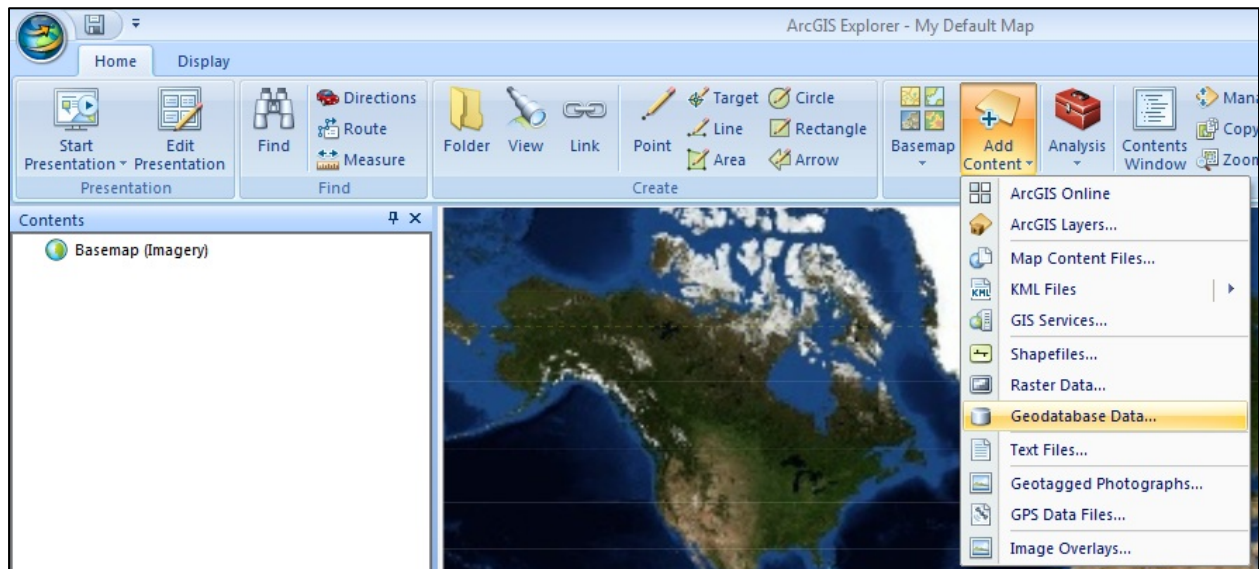 ArcGIS Explorer - My Default Map
Home Display
Start Presentation
Edit Presentation
Presentation
Find
Directions
Route
Measure
Find
Folder
View
Link
Point
Target
Line
Area
Circle
Rectangle
Arrow
Create
Basemap
Add Content
Analysis
Contents Window
Copy
Contents
Basemap (Imagery)
ArcGIS Online
ArcGIS Layers...
Map Content Files...
KML
KML Files
GIS Services...
Shapefiles...
Raster Data...
Geodatabase Data...
Text Files...
Geotagged Photographs...
GPS Data Files...
Image Overlays...